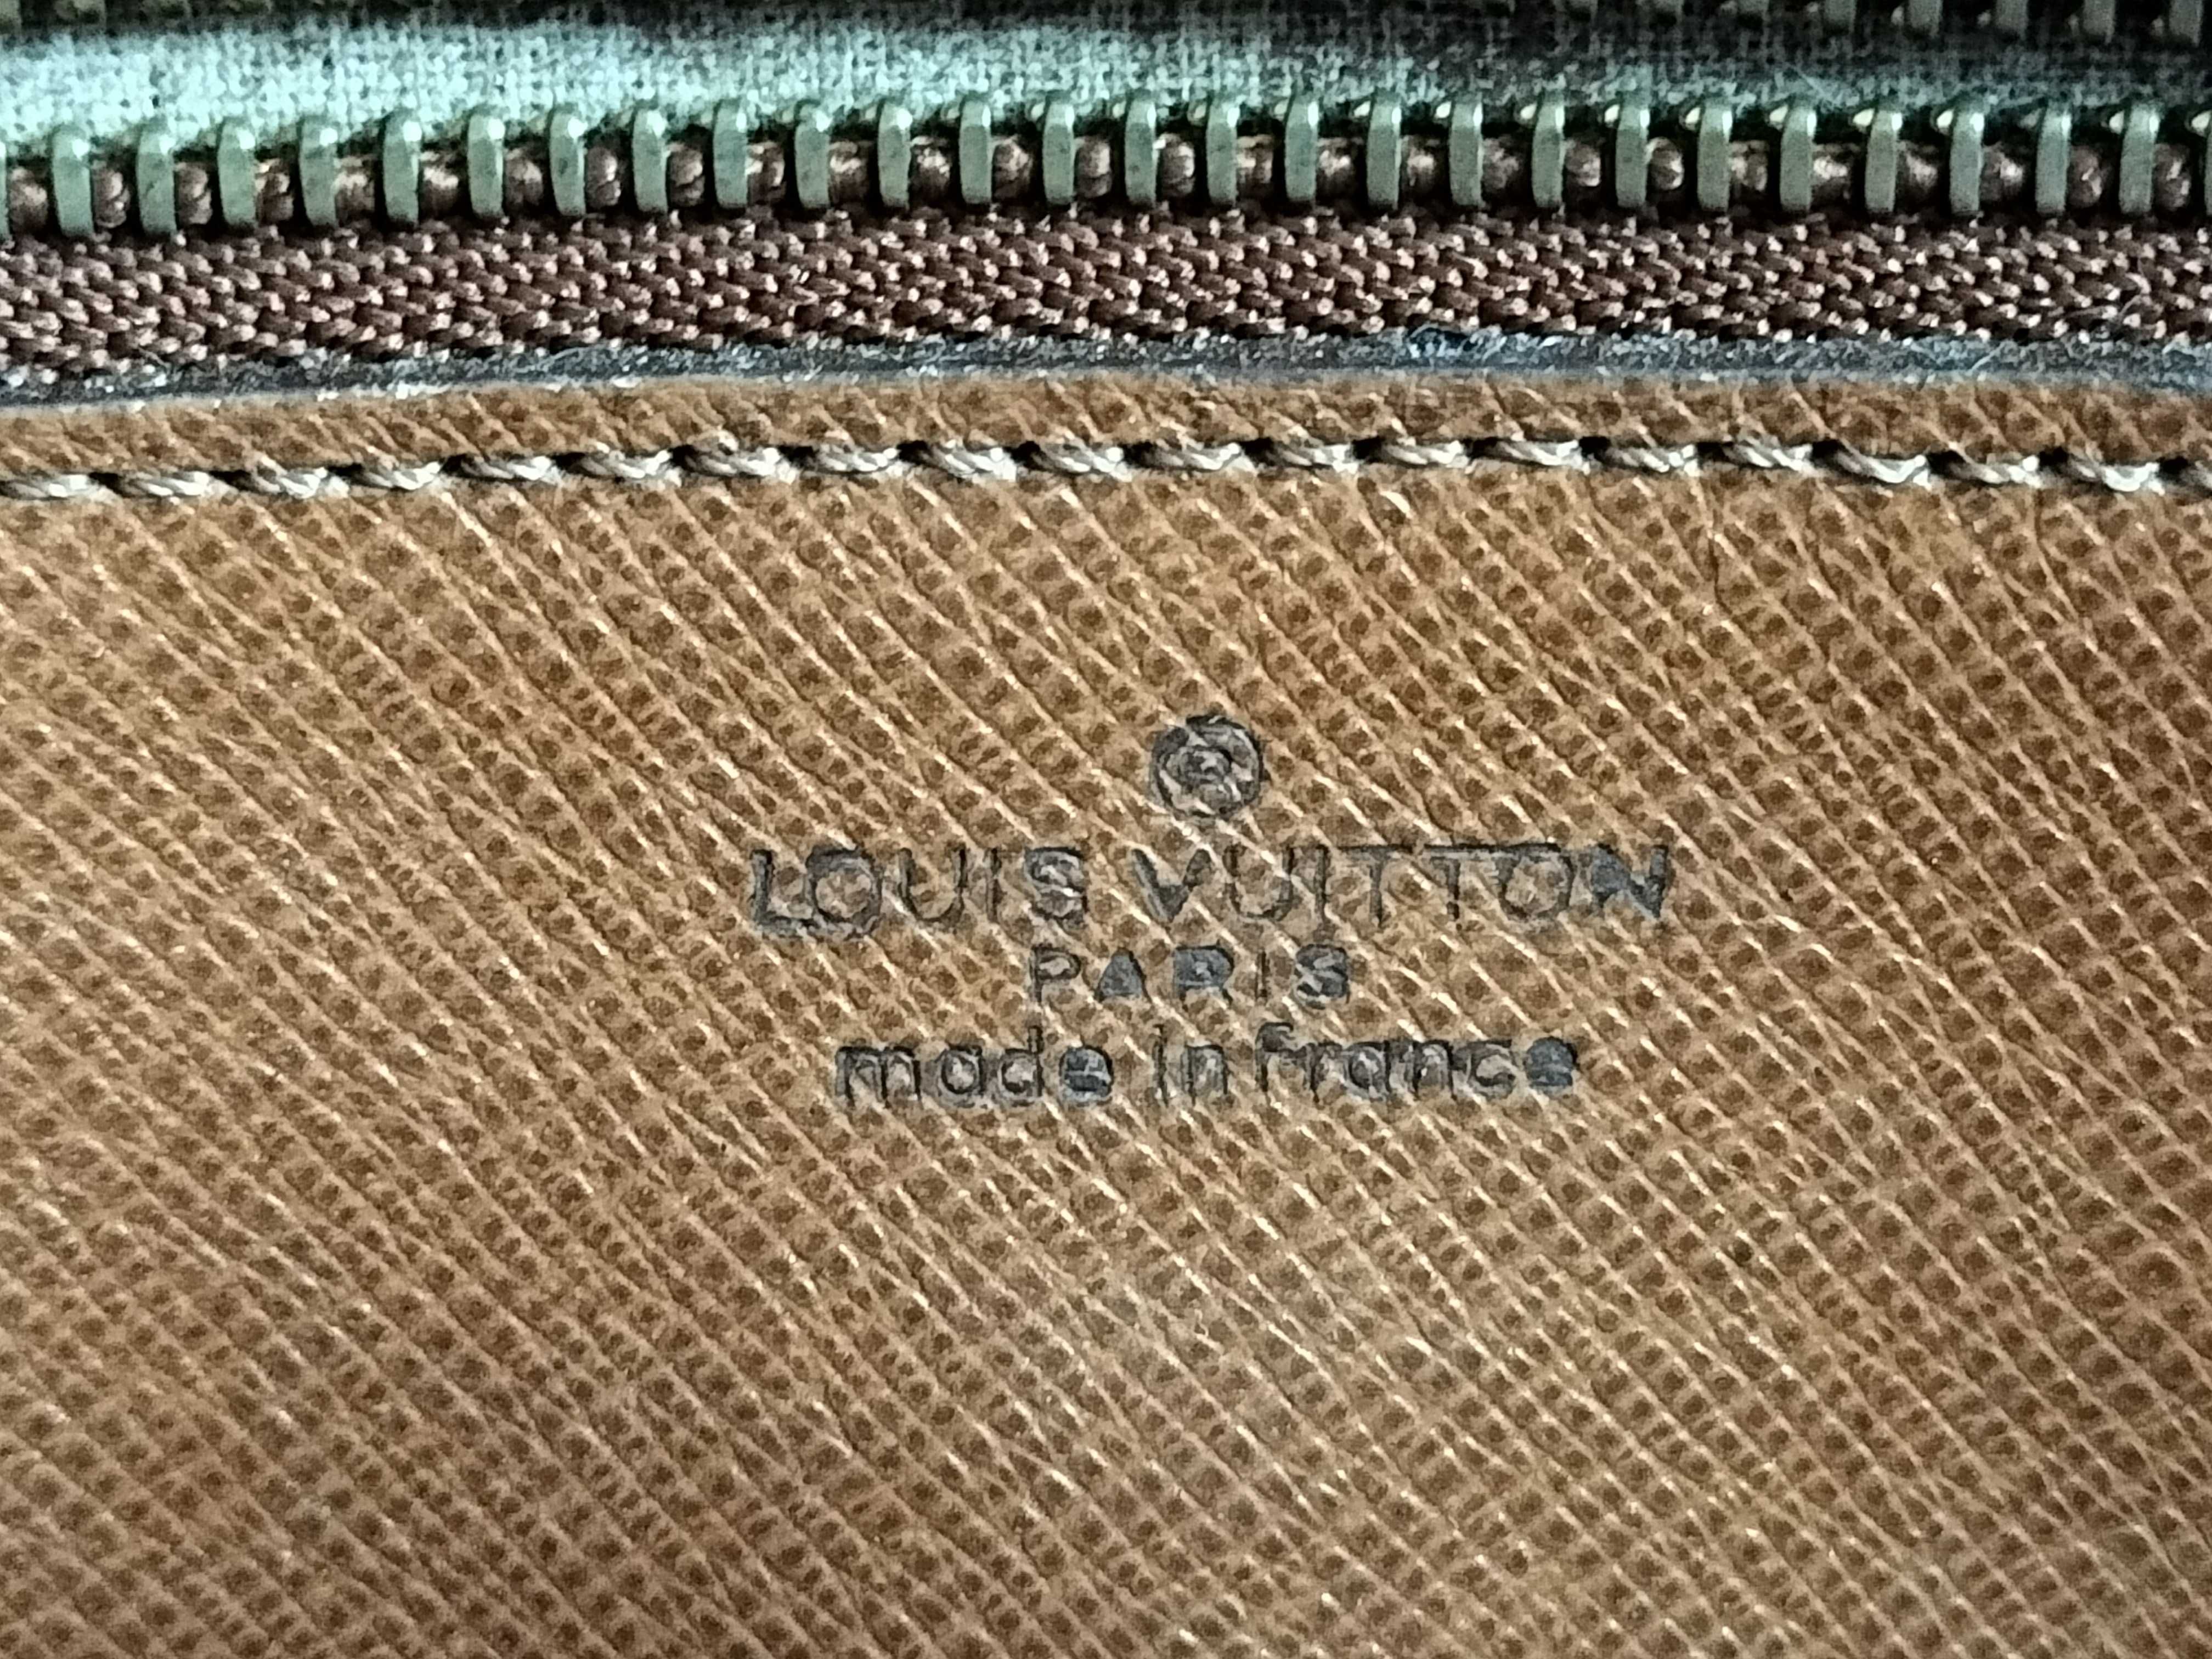 ®
LOUIS VUITTON
PARIS
made in france